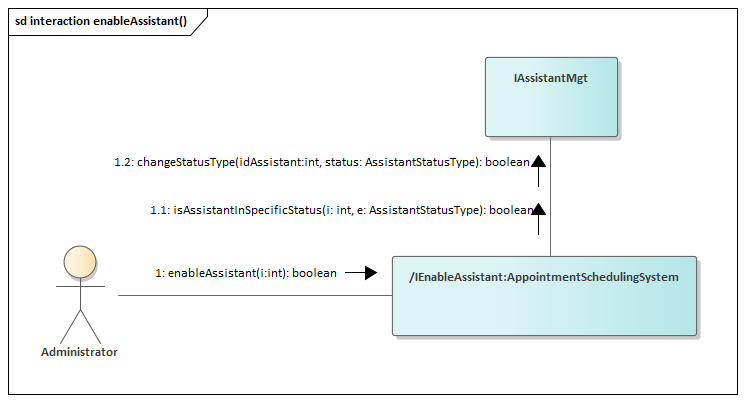 sd interaction enableAssistant()
IAssistantMgt
1.2: changeStatusType(idAssistant:int, status: AssistantStatusType): boolean
1.1: isAssistantInSpecificStatus(i: int, e: AssistantStatusType): boolean
1: enableAssistant(i:int): boolean
/IEnableAssistant:AppointmentSchedulingSystem
Administrator